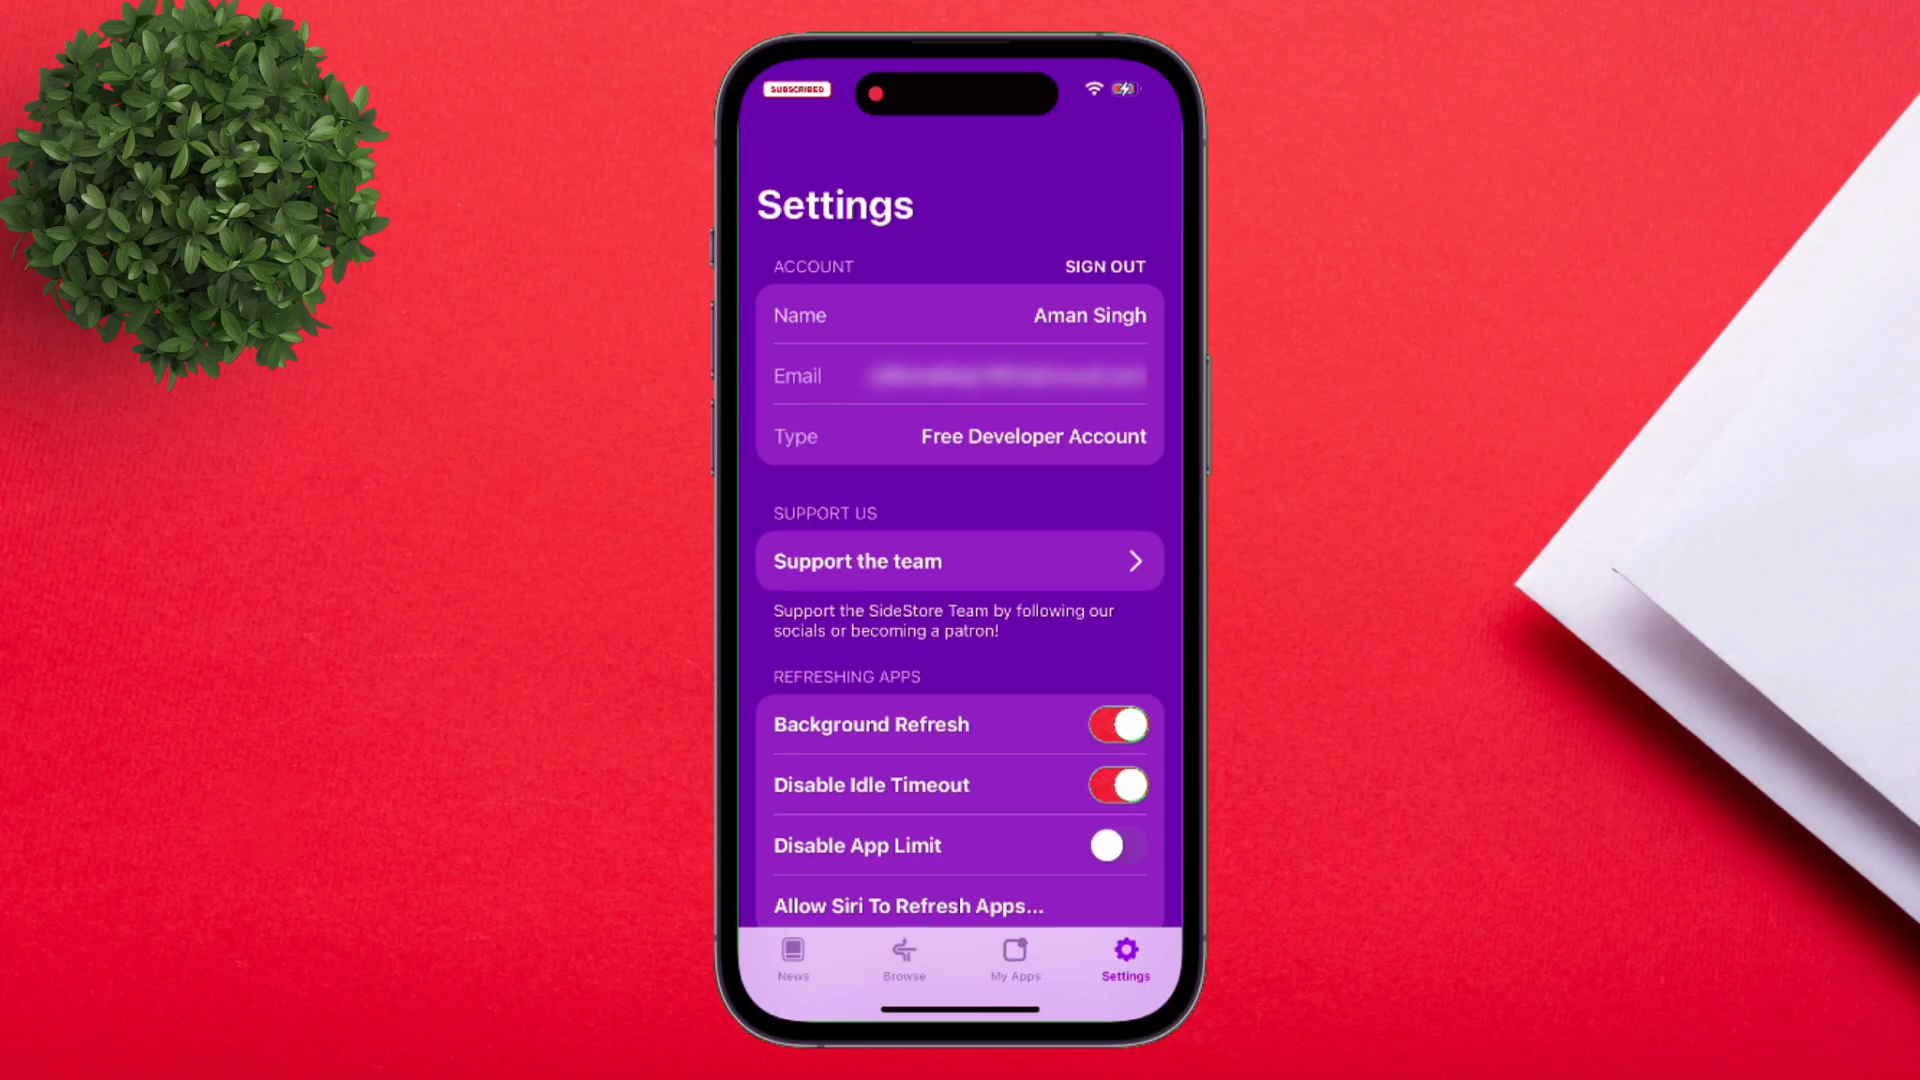 SUBSCRIBED
Settings
ACCOUNT SIGN OUT
Name Aman Singh
Email
Type Free Developer Account
SUPPORT US
Support the team
Support the SideStore Team by following our
socials or becoming a patron!
REFRESHING APPS
Background Refresh
Disable Idle Timeout
Disable App Limit
Allow Siri To Refresh Apps...
News Browse My Apps Settings